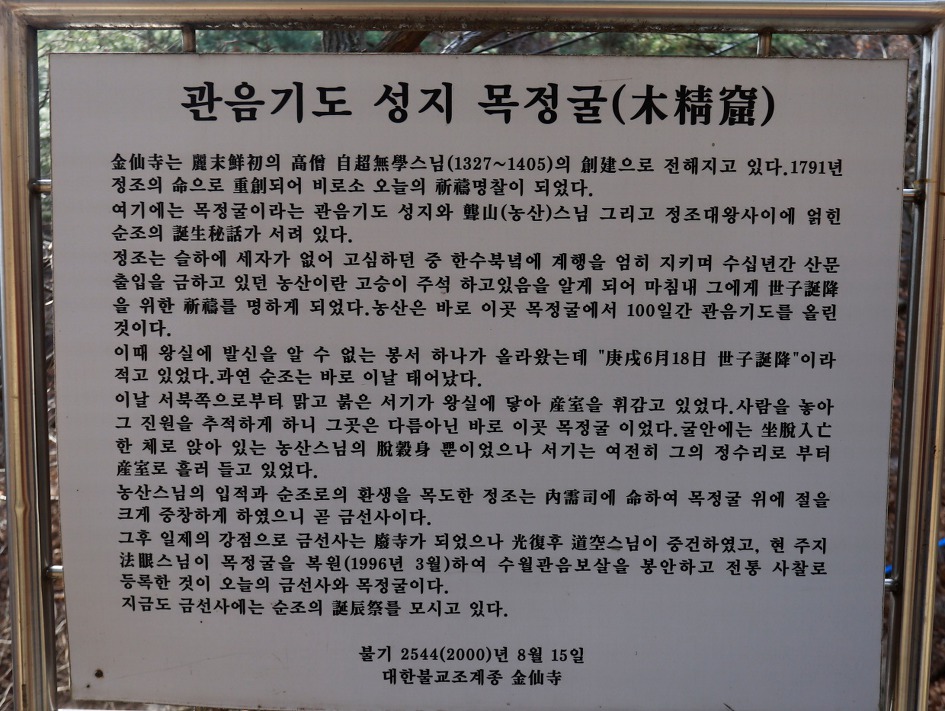 관음기도 성지 목정굴(木精窟)
金仙寺는 麗末鮮初의 高僧 自超無學스님(1327~1405)의 創建으로 전해지고 있다.1791년
정조의 命으로 重創되어 비로소 오늘의 祈禱명찰이 되었다.
여기에는 목정굴이라는 관음기도 성지와 聾山(농산)스님 그리고 정조대왕사이에 얽힌
순조의 誕生秘話가 서려 있다.
정조는 슬하에 세자가 없어 고심하던 중 한수북녘에 계행을 엄히 지키며 수십년간 산문
출입을 금하고 있던 농산이란 고승이 주석 하고있음을 알게 되어 마침내 그에게 世子誕降
을 위한 祈禱를 명하게 되었다.농산은 바로 이곳 목정굴에서 100일간 관음기도를 올린
것이다.
이때 왕실에 발신을 알 수 없는 봉서 하나가 올라왔는데 "庚戌6月18日 世子誕降"이라
적고 있었다.과연 순조는 바로 이날 태어났다.
이날 서북쪽으로부터 맑고 붉은 서기가 왕실에 닿아 産室을 휘감고 있었다.사람을 놓아
그 진원을 추적하게 하니 그곳은 다름아닌 바로 이곳 목정굴 이었다.굴안에는 坐脫入亡
한 체로 앉아 있는 농산스님의 脫穀身 뿐이었으나 서기는 여전히 그의 정수리로 부터
産室로 흘러 들고 있었다.
농산스님의 입적과 순조로의 환생을 목도한 정조는 內需司에 命하여 목정굴 위에 절을
크게 중창하게 하였으니 곧 금선사이다.
그후 일제의 강점으로 금선사는 廢寺가 되었으나 光復후 道空스님이 중건하였고, 현 주지
法眼스님이 목정굴을 복원(1996년 3월)하여 수월관음보살을 봉안하고 전통 사찰로
등록한 것이 오늘의 금선사와 목정굴이다.
지금도 금선사에는 순조의 誕辰祭를 모시고 있다.
불기 2544(2000)년 8월 15일
대한불교조계종 金仙寺